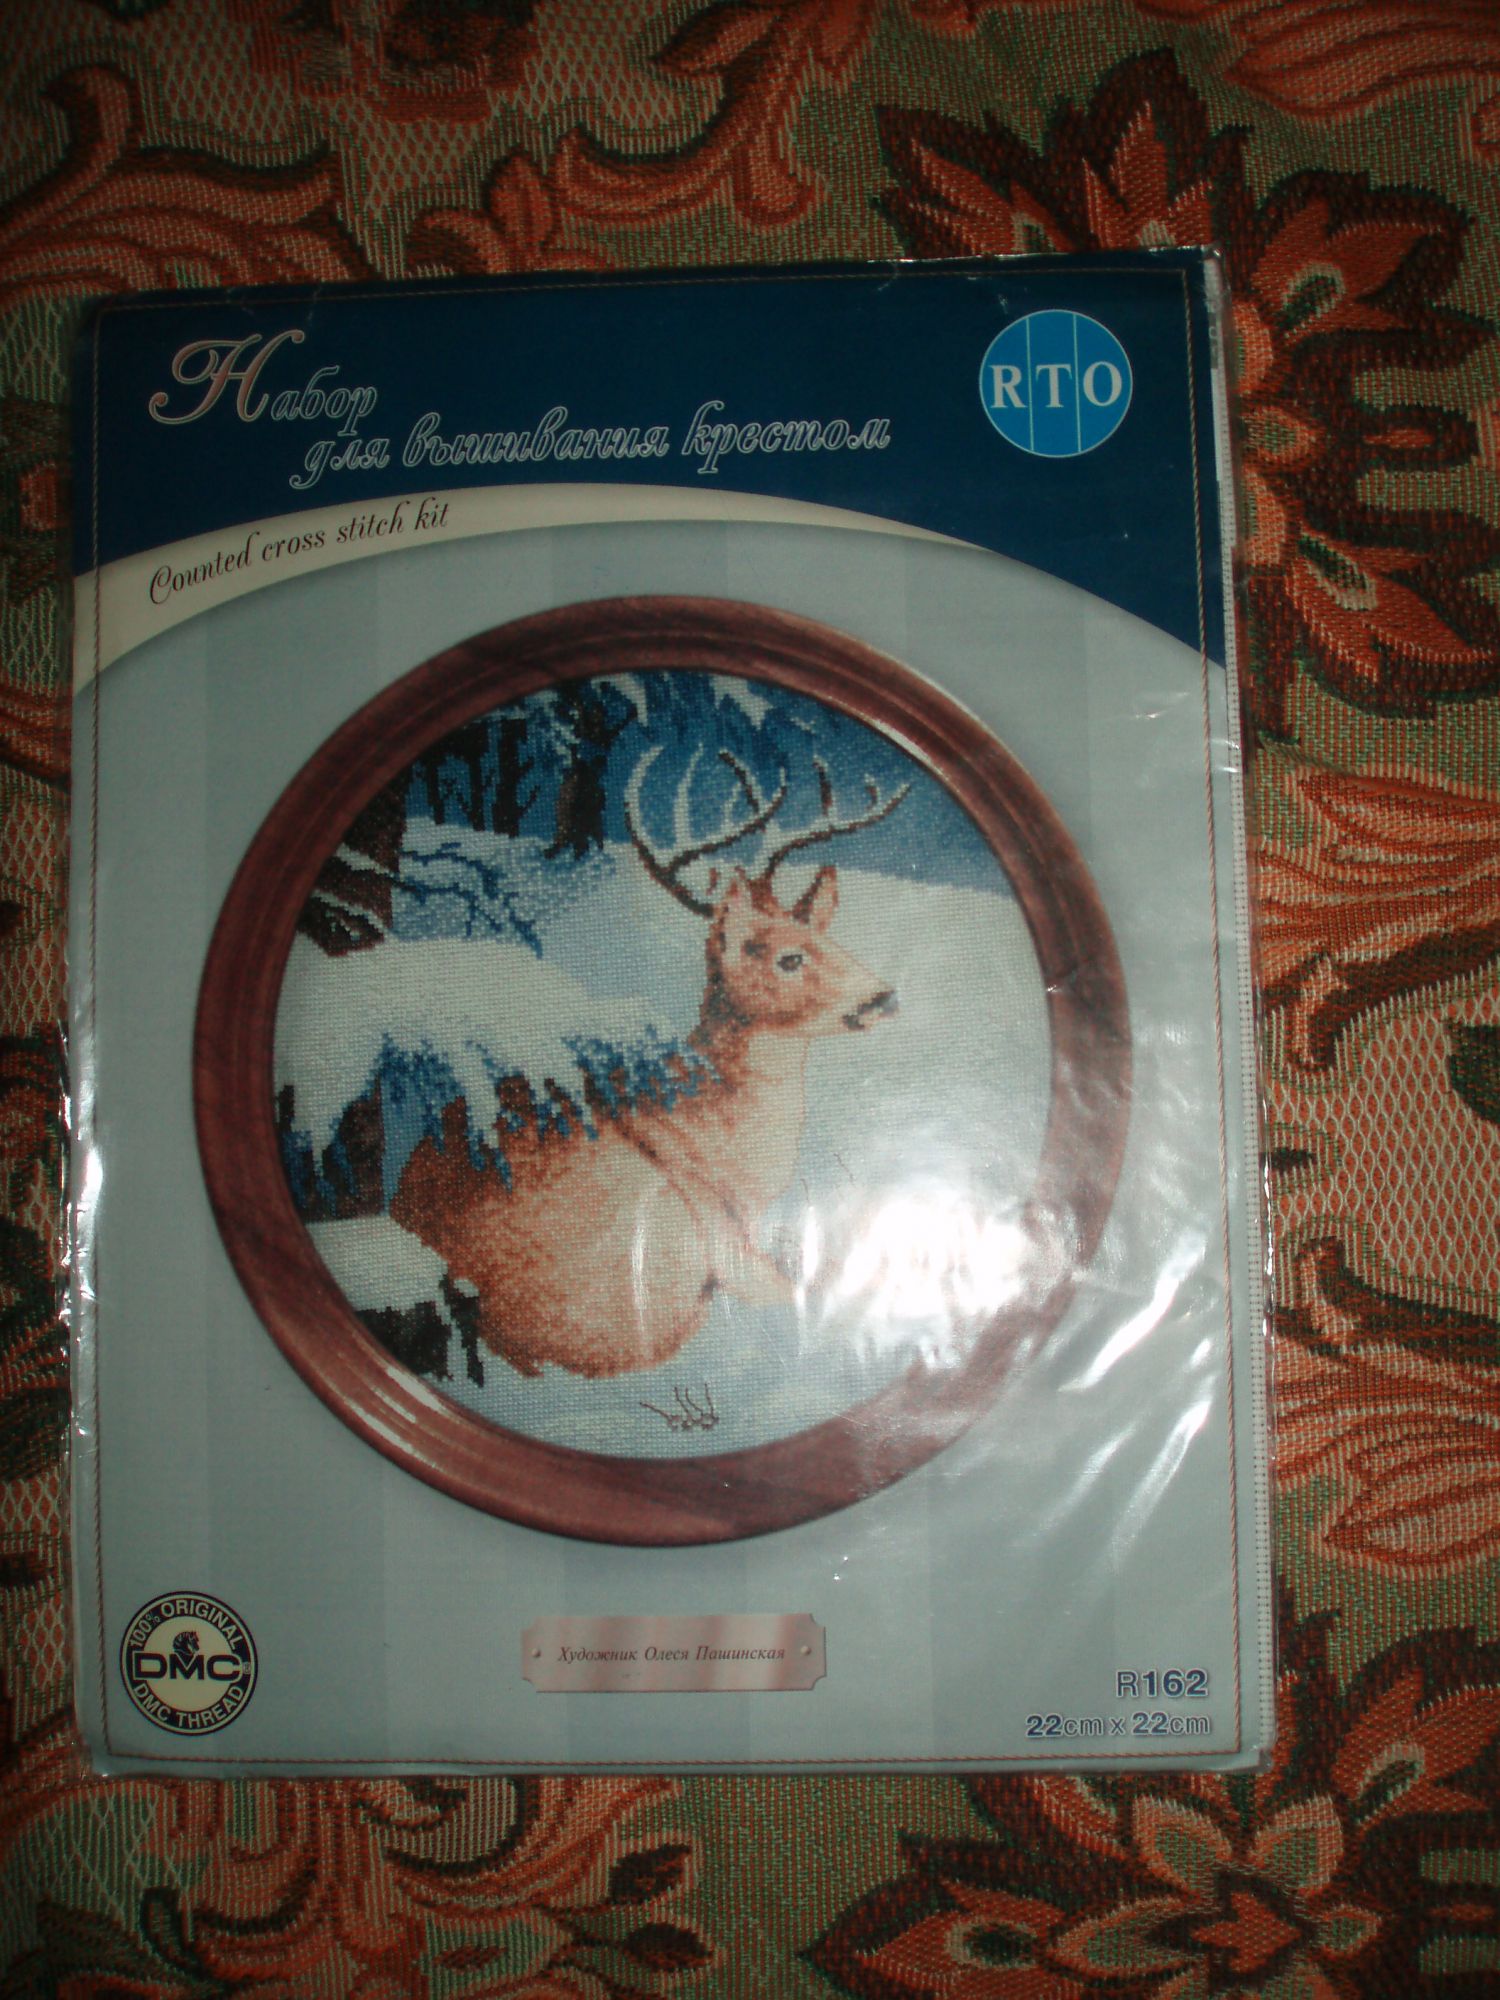 Набор
для вышивания крестом
RTO
Counted cross stitch kit
100% ORIGINAL
DMC®
DMC THREAD
Художник Олеся Пашинская
R162
22cm x 22cm